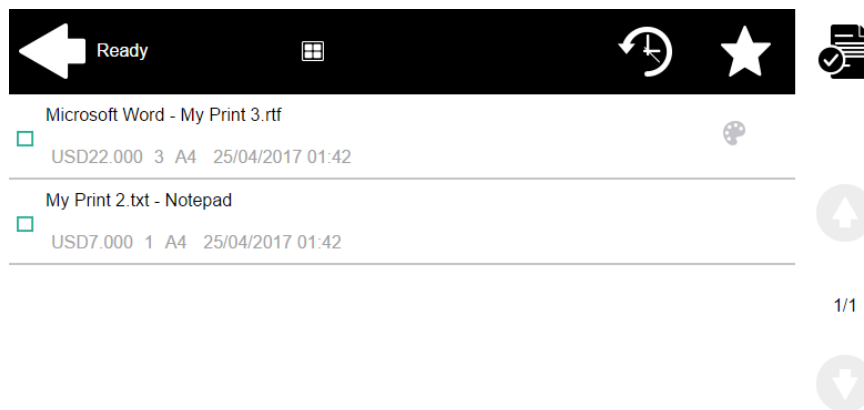 Ready
Microsoft Word - My Print 3.rtf
USD22.000 3 A4 25/04/2017 01:42
My Print 2.txt - Notepad
USD7.000 1 A4 25/04/2017 01:42
1/1